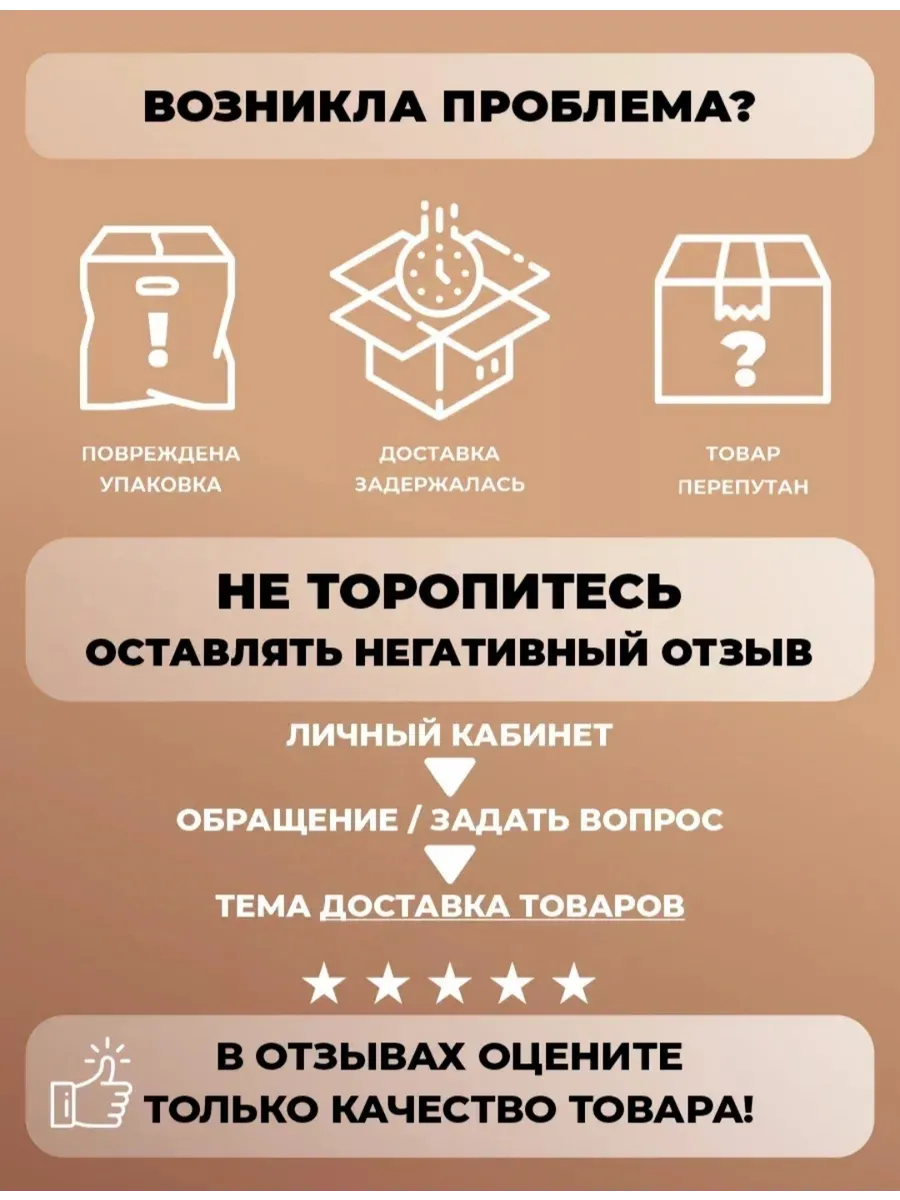 ВОЗНИКЛА ПРОБЛЕМА?
ПОВРЕЖДЕНА
УПАКОВКА
ДОСТАВКА
ЗАДЕРЖАЛАСЬ
ТОВАР
ПЕРЕПУТАН
НЕ ТОРОПИТЕСЬ
ОСТАВЛЯТЬ НЕГАТИВНЫЙ ОТЗЫВ
ЛИЧНЫЙ КАБИНЕТ
ОБРАЩЕНИЕ / ЗАДАТЬ ВОПРОС
ТЕМА ДОСТАВКА ТОВАРОВ
В ОТЗЫВАХ ОЦЕНИТЕ
ТОЛЬКО КАЧЕСТВО ТОВАРА!